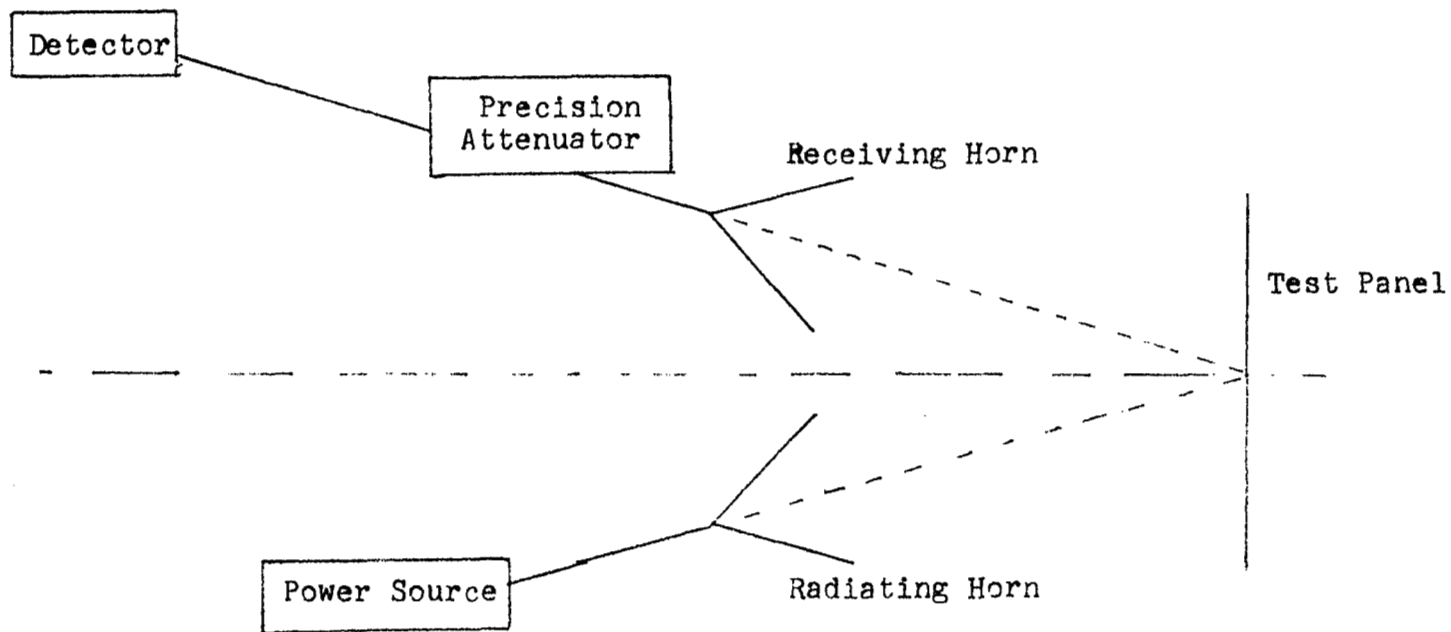 Detector
Precision
Attenuator
Receiving Horn
Test Panel
Power Source
Radiating Horn